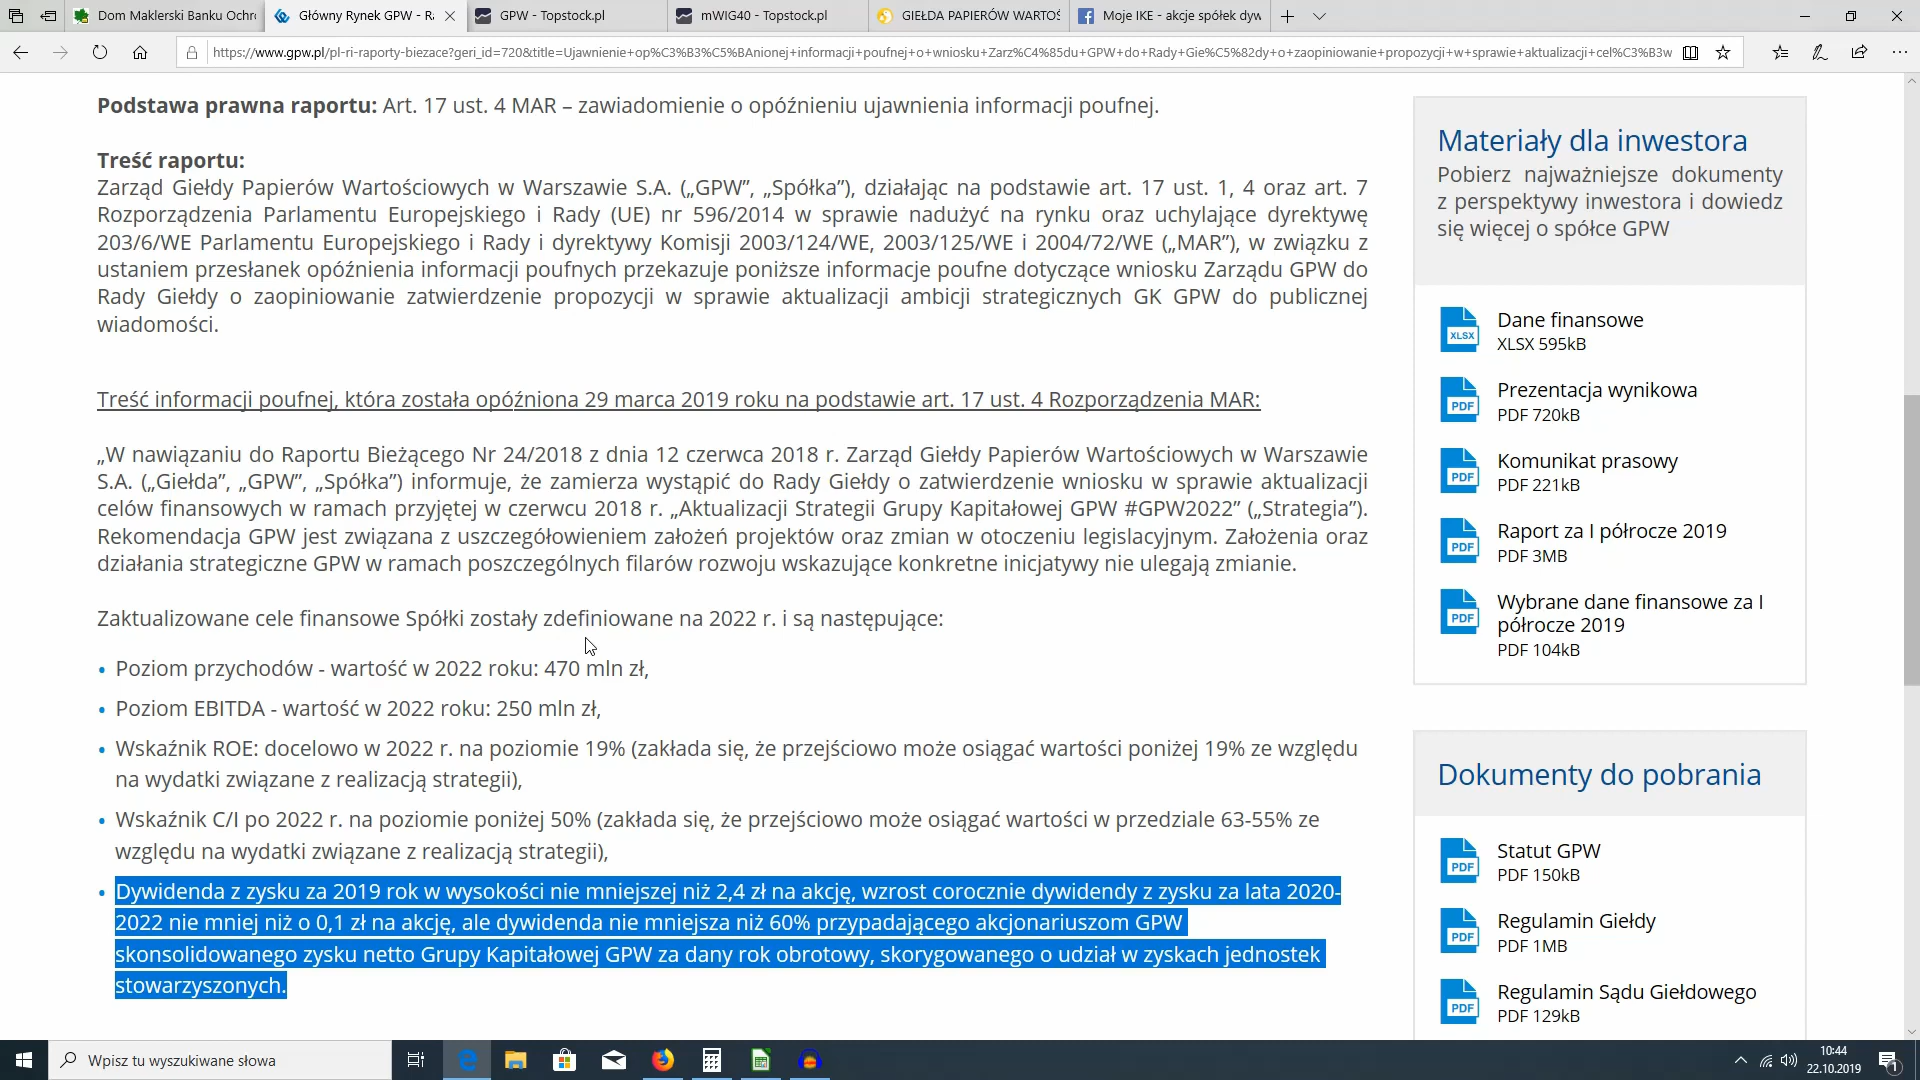 Dom Maklerski Banku Ochro
Główny Rynek GPW - Ra
GPW - Topstock.pl
mWIG40 - Topstock.pl
GIEŁDA PAPIERÓW WARTOŚ
Moje IKE - akcje spółek dyw
https://www.gpw.pl/pl-ri-raporty-biezace?geri_id=720&title=Ujawnienie+op%C3%B3%C5%BAnionej+informacji+poufnej+o+wniosku+Zarz%C4%85du+GPW+do+Rady+Gie%C5%82dy+o+zaopiniowanie+propozycji+w+sprawie+aktualizacji+cel%C3%B3w
Podstawa prawna raportu: Art. 17 ust. 4 MAR – zawiadomienie o opóźnieniu ujawnienia informacji poufnej.
Treść raportu:
Zarząd Giełdy Papierów Wartościowych w Warszawie S.A. („GPW”, „Spółka”), działając na podstawie art. 17 ust. 1, 4 oraz art. 7
Rozporządzenia Parlamentu Europejskiego i Rady (UE) nr 596/2014 w sprawie nadużyć na rynku oraz uchylające dyrektywę
203/6/WE Parlamentu Europejskiego i Rady i dyrektywy Komisji 2003/124/WE, 2003/125/WE i 2004/72/WE („MAR”), w związku z
ustaniem przesłanek opóźnienia informacji poufnych przekazuje poniższe informacje poufne dotyczące wniosku Zarządu GPW do
Rady Giełdy o zaopiniowanie zatwierdzenie propozycji w sprawie aktualizacji ambicji strategicznych GK GPW do publicznej
wiadomości.
Treść informacji poufnej, która została opóźniona 29 marca 2019 roku na podstawie art. 17 ust. 4 Rozporządzenia MAR:
„W nawiązaniu do Raportu Bieżącego Nr 24/2018 z dnia 12 czerwca 2018 r. Zarząd Giełdy Papierów Wartościowych w Warszawie
S.A. („Giełda”, „GPW”, „Spółka”) informuje, że zamierza wystąpić do Rady Giełdy o zatwierdzenie wniosku w sprawie aktualizacji
celów finansowych w ramach przyjętej w czerwcu 2018 r. „Aktualizacji Strategii Grupy Kapitałowej GPW #GPW2022” („Strategia”).
Rekomendacja GPW jest związana z uszczegółowieniem założeń projektów oraz zmian w otoczeniu legislacyjnym. Założenia oraz
działania strategiczne GPW w ramach poszczególnych filarów rozwoju wskazujące konkretne inicjatywy nie ulegają zmianie.
Zaktualizowane cele finansowe Spółki zostały zdefiniowane na 2022 r. i są następujące:
• Poziom przychodów - wartość w 2022 roku: 470 mln zł,
• Poziom EBITDA - wartość w 2022 roku: 250 mln zł,
• Wskaźnik ROE: docelowo w 2022 r. na poziomie 19% (zakłada się, że przejściowo może osiągać wartości poniżej 19% ze względu
na wydatki związane z realizacją strategii),
• Wskaźnik C/I po 2022 r. na poziomie poniżej 50% (zakłada się, że przejściowo może osiągać wartości w przedziale 63-55% ze
względu na wydatki związane z realizacją strategii),
• Dywidenda z zysku za 2019 rok w wysokości nie mniejszej niż 2,4 zł na akcję, wzrost corocznie dywidendy z zysku za lata 2020-
2022 nie mniej niż o 0,1 zł na akcję, ale dywidenda nie mniejsza niż 60% przypadającego akcjonariuszom GPW
skonsolidowanego zysku netto Grupy Kapitałowej GPW za dany rok obrotowy, skorygowanego o udział w zyskach jednostek
stowarzyszonych.
Materiały dla inwestora
Pobierz najważniejsze dokumenty
z perspektywy inwestora i dowiedz
się więcej o spółce GPW
XLSX
Dane finansowe
XLSX 595kB
PDF
Prezentacja wynikowa
PDF 720kB
PDF
Komunikat prasowy
PDF 221kB
PDF
Raport za I półrocze 2019
PDF 3MB
PDF
Wybrane dane finansowe za I
półrocze 2019
PDF 104kB
Dokumenty do pobrania
PDF
Statut GPW
PDF 150kB
PDF
Regulamin Giełdy
PDF 1MB
PDF
Regulamin Sądu Giełdowego
PDF 129kB
Wpisz tu wyszukiwane słowa
10:44
22.10.2019
1